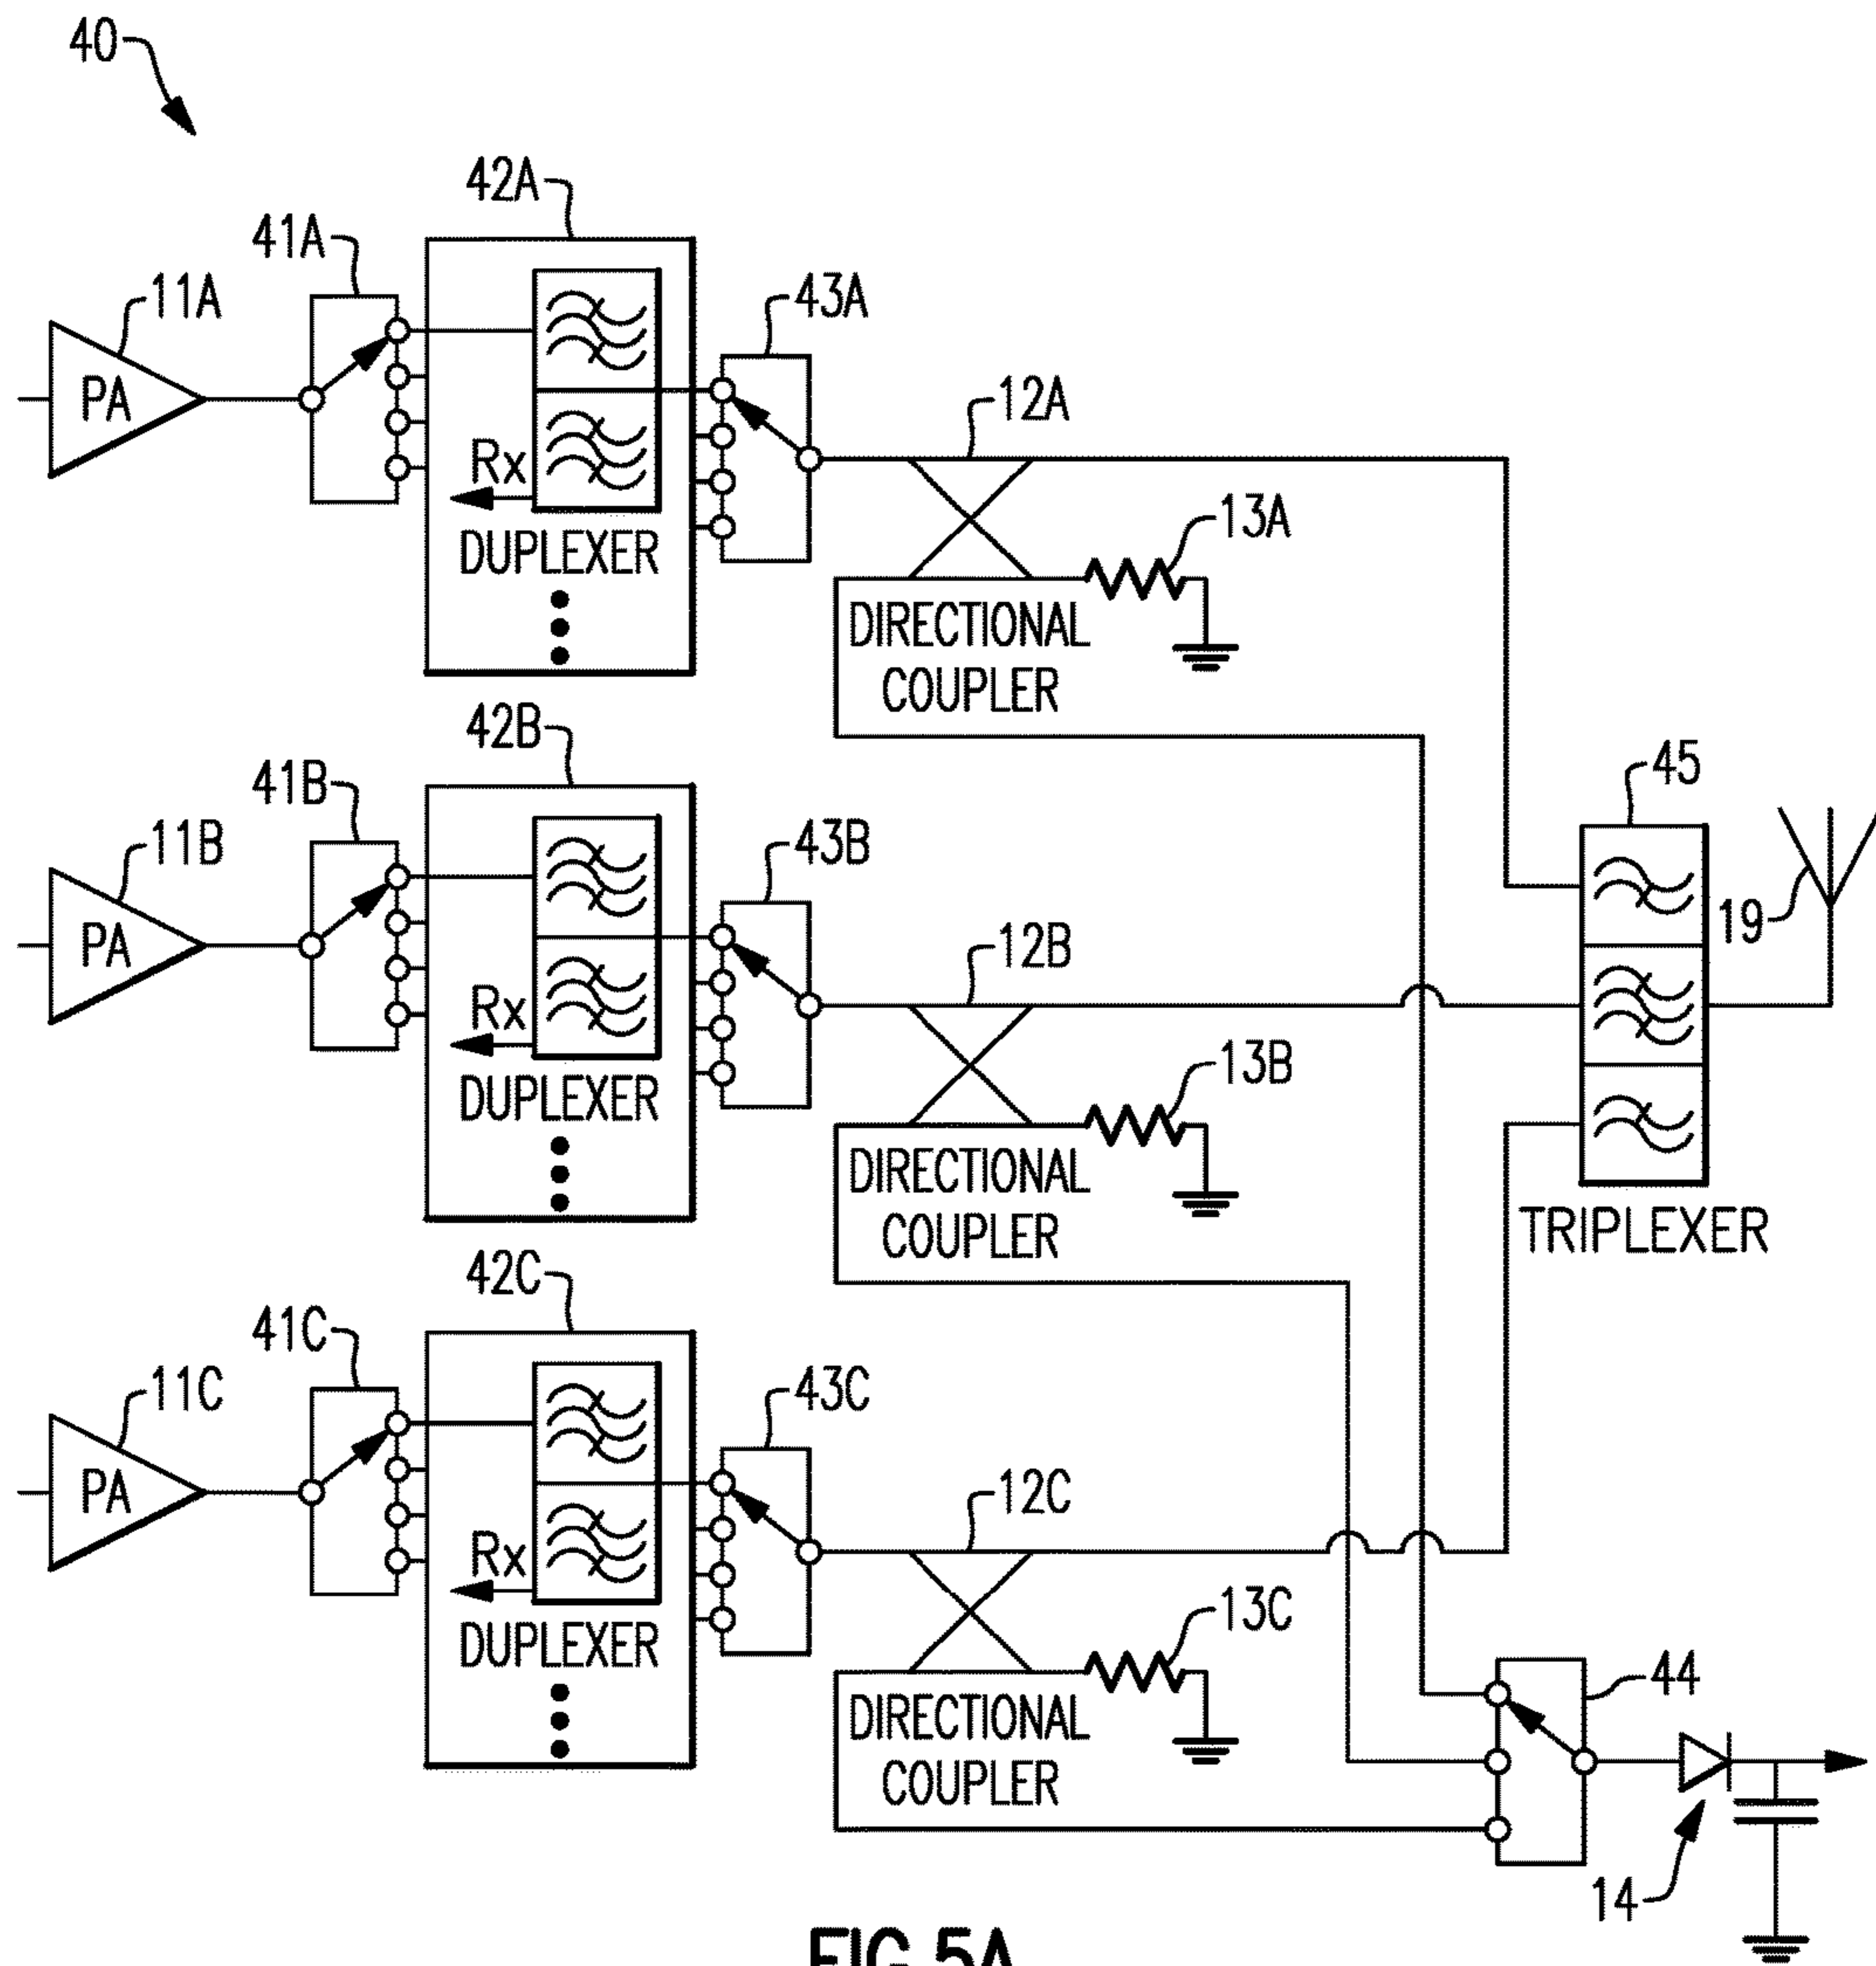 40
42A
41A
11A
PA
43A
Rx
DUPLEXER
12A
13A
DIRECTIONAL
COUPLER
42B
41B
11B
PA
43B
Rx
DUPLEXER
12B
13B
DIRECTIONAL
COUPLER
45
19
TRIPLEXER
42C
41C
11C
PA
43C
Rx
DUPLEXER
12C
13C
DIRECTIONAL
COUPLER
44
14
FIG.5A